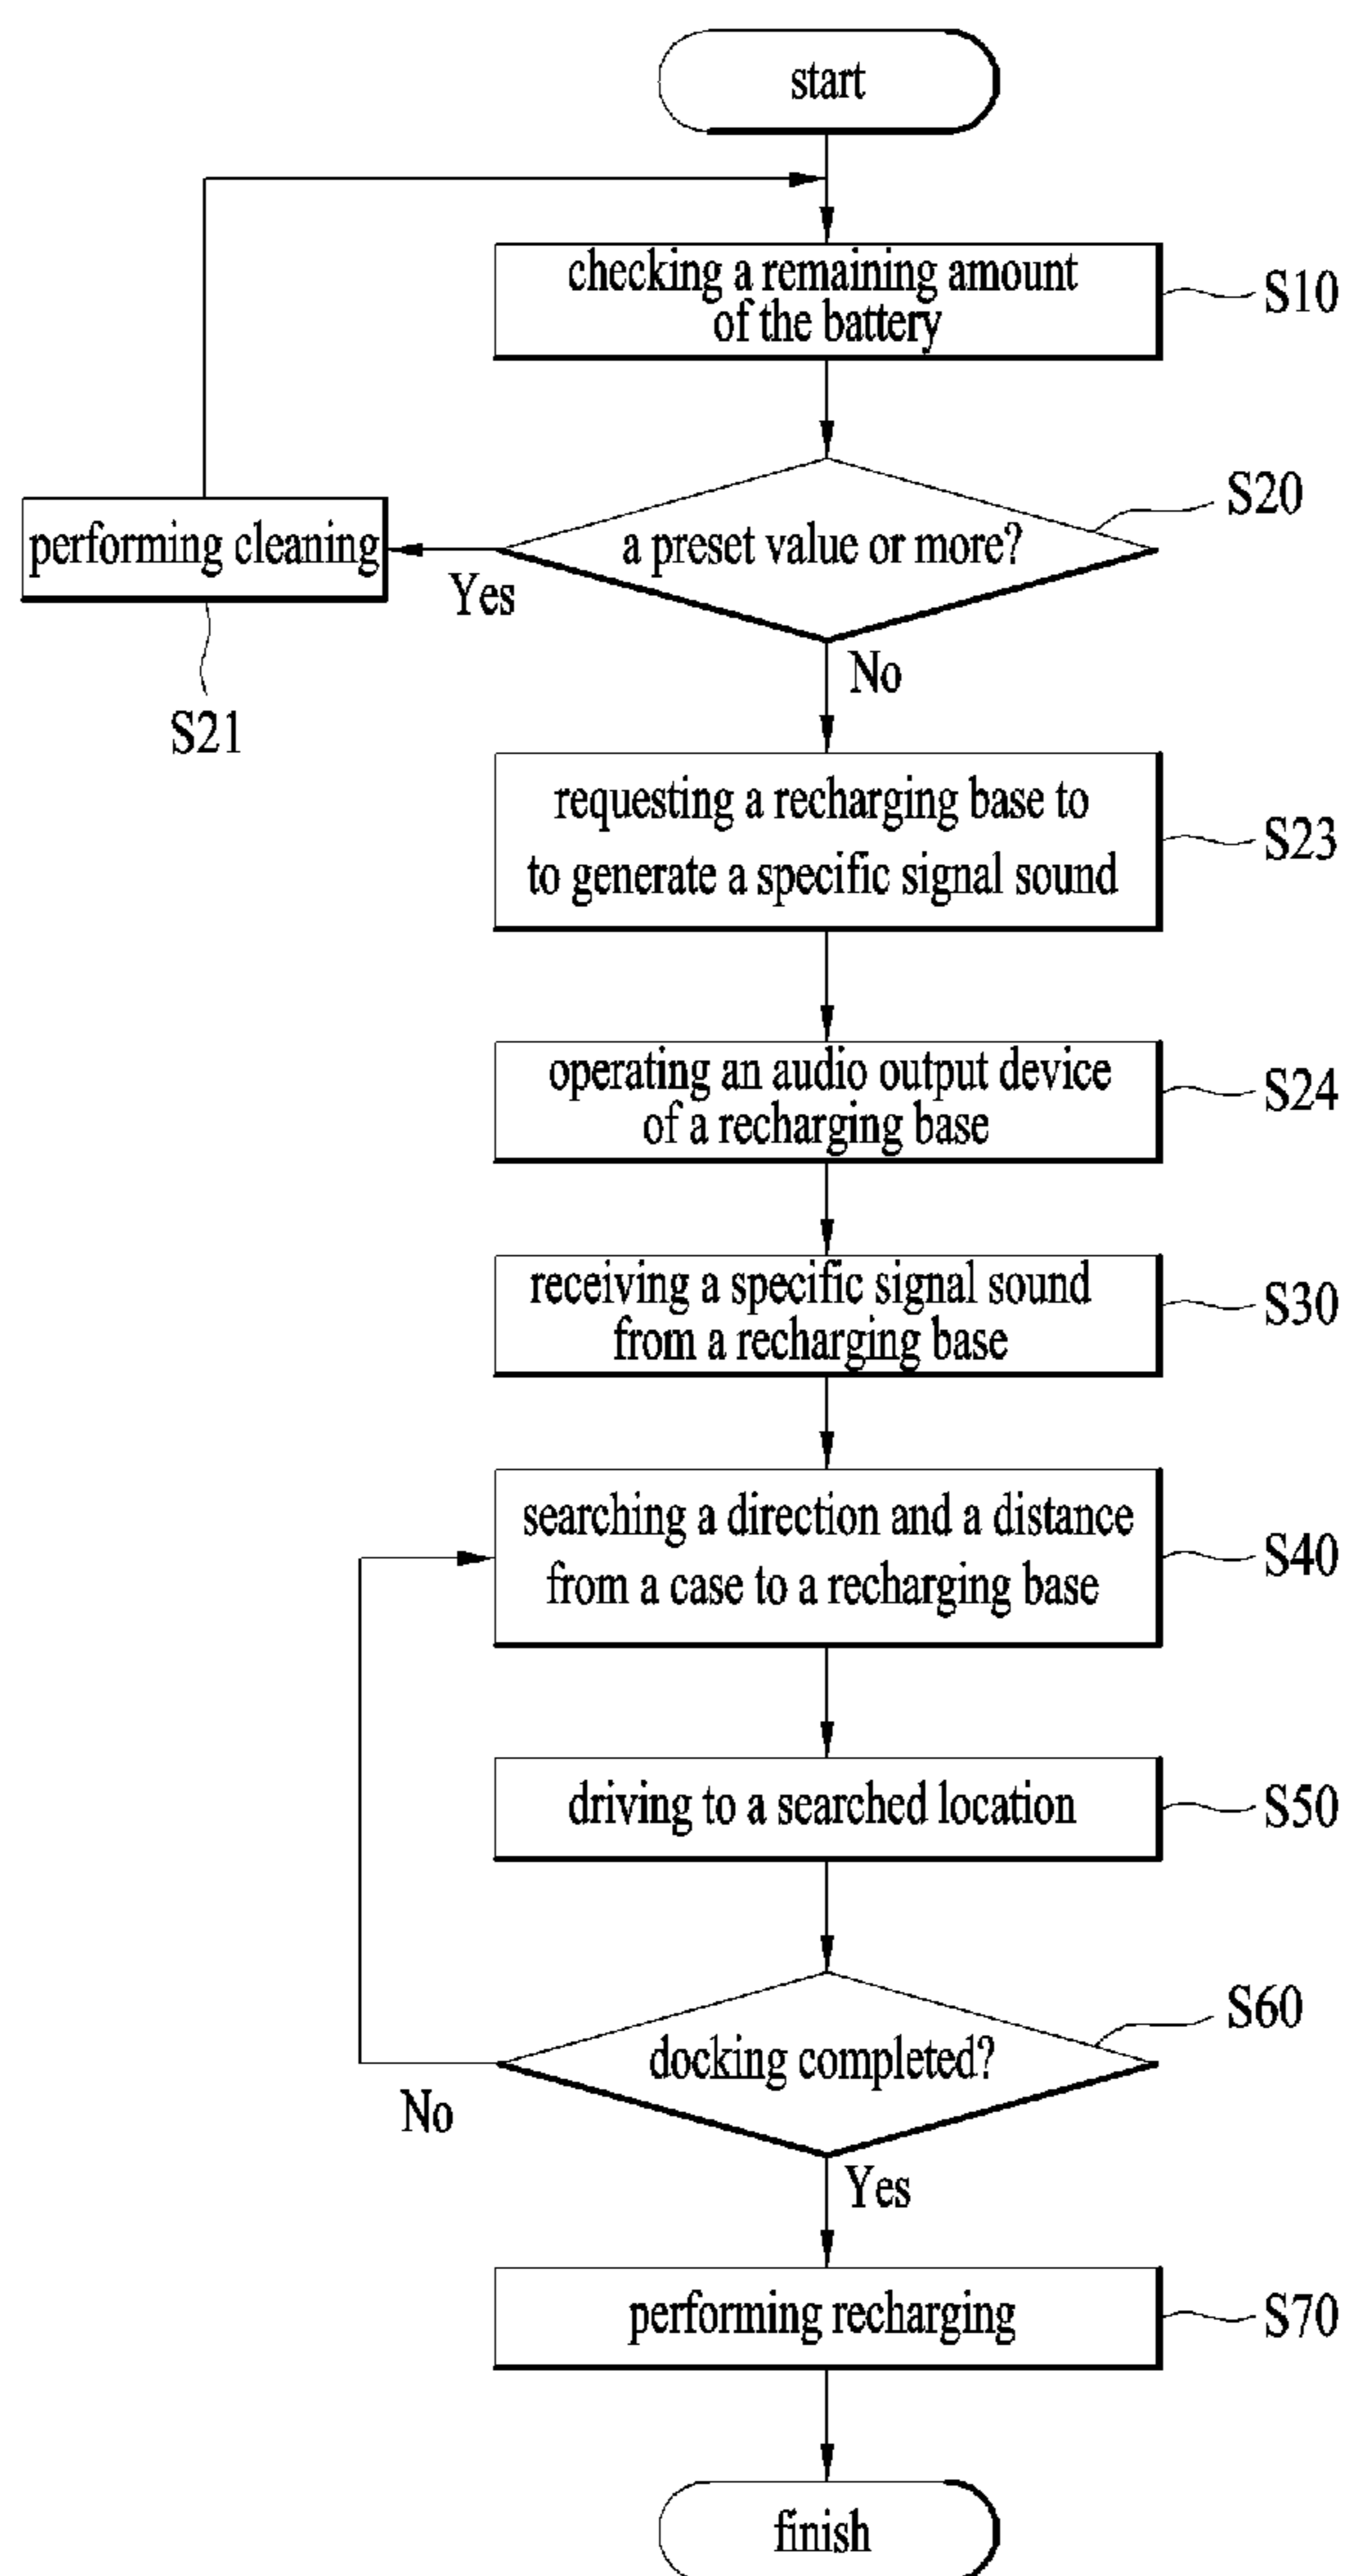 start
checking a remaining amount
of the battery
S10
a preset value or more?
S20
performing cleaning
Yes
S21
No
requesting a recharging base to
to generate a specific signal sound
S23
operating an audio output device
of a recharging base
S24
receiving a specific signal sound
from a recharging base
S30
searching a direction and a distance
from a case to a recharging base
S40
driving to a searched location
S50
docking completed?
S60
No
Yes
performing recharging
S70
finish